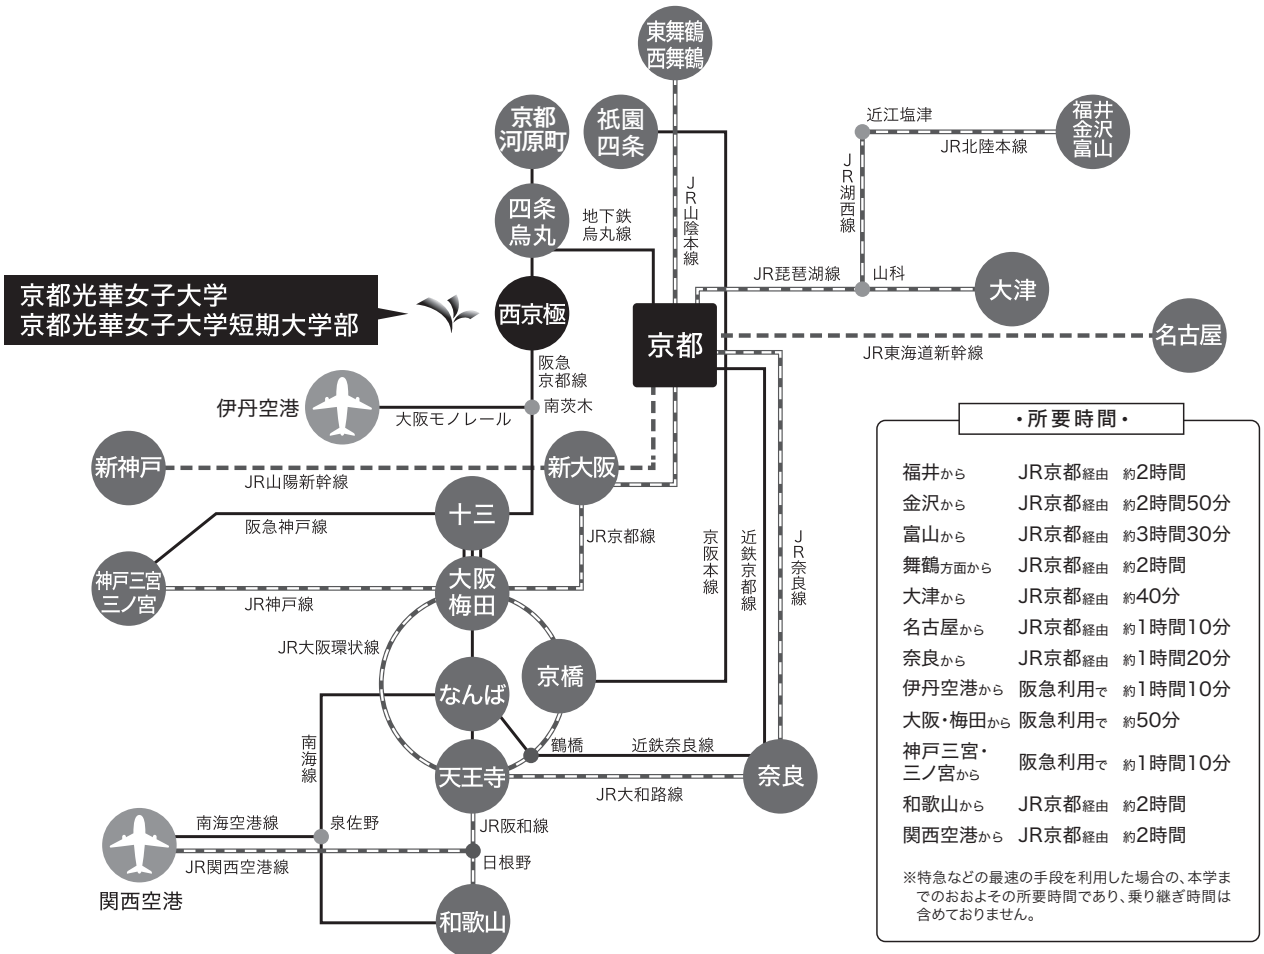 東舞鶴
西舞鶴
京都
河原町
祇園
四条
近江塩津
福井
金沢
富山
JR北陸本線
JR湖西線
JR山陰本線
四条
烏丸
地下鉄
烏丸線
JR琵琶湖線
山科
大津
京都光華女子大学
京都光華女子大学短期大学部
西京極
京都
名古屋
JR東海道新幹線
阪急
京都線
伊丹空港
大阪モノレール
南茨木
新神戸
JR山陽新幹線
新大阪
十三
阪急神戸線
JR京都線
京阪本線
近鉄京都線
JR奈良線
神戸三宮
三ノ宮
JR神戸線
大阪
梅田
JR大阪環状線
なんば
京橋
南海線
鶴橋
近鉄奈良線
天王寺
奈良
JR大和路線
南海空港線
泉佐野
JR阪和線
JR関西空港線
日根野
関西空港
和歌山
・所要時間・
福井から JR京都経由 約2時間
金沢から JR京都経由 約2時間50分
富山から JR京都経由 約3時間30分
舞鶴方面から JR京都経由 約2時間
大津から JR京都経由 約40分
名古屋から JR京都経由 約1時間10分
奈良から JR京都経由 約1時間20分
伊丹空港から 阪急利用で 約1時間10分
大阪・梅田から 阪急利用で 約50分
神戸三宮・
三ノ宮から 阪急利用で 約1時間10分
和歌山から JR京都経由 約2時間
関西空港から JR京都経由 約2時間
※特急などの最速の手段を利用した場合の、本学ま
でのおおよその所要時間であり、乗り継ぎ時間は
含めておりません。